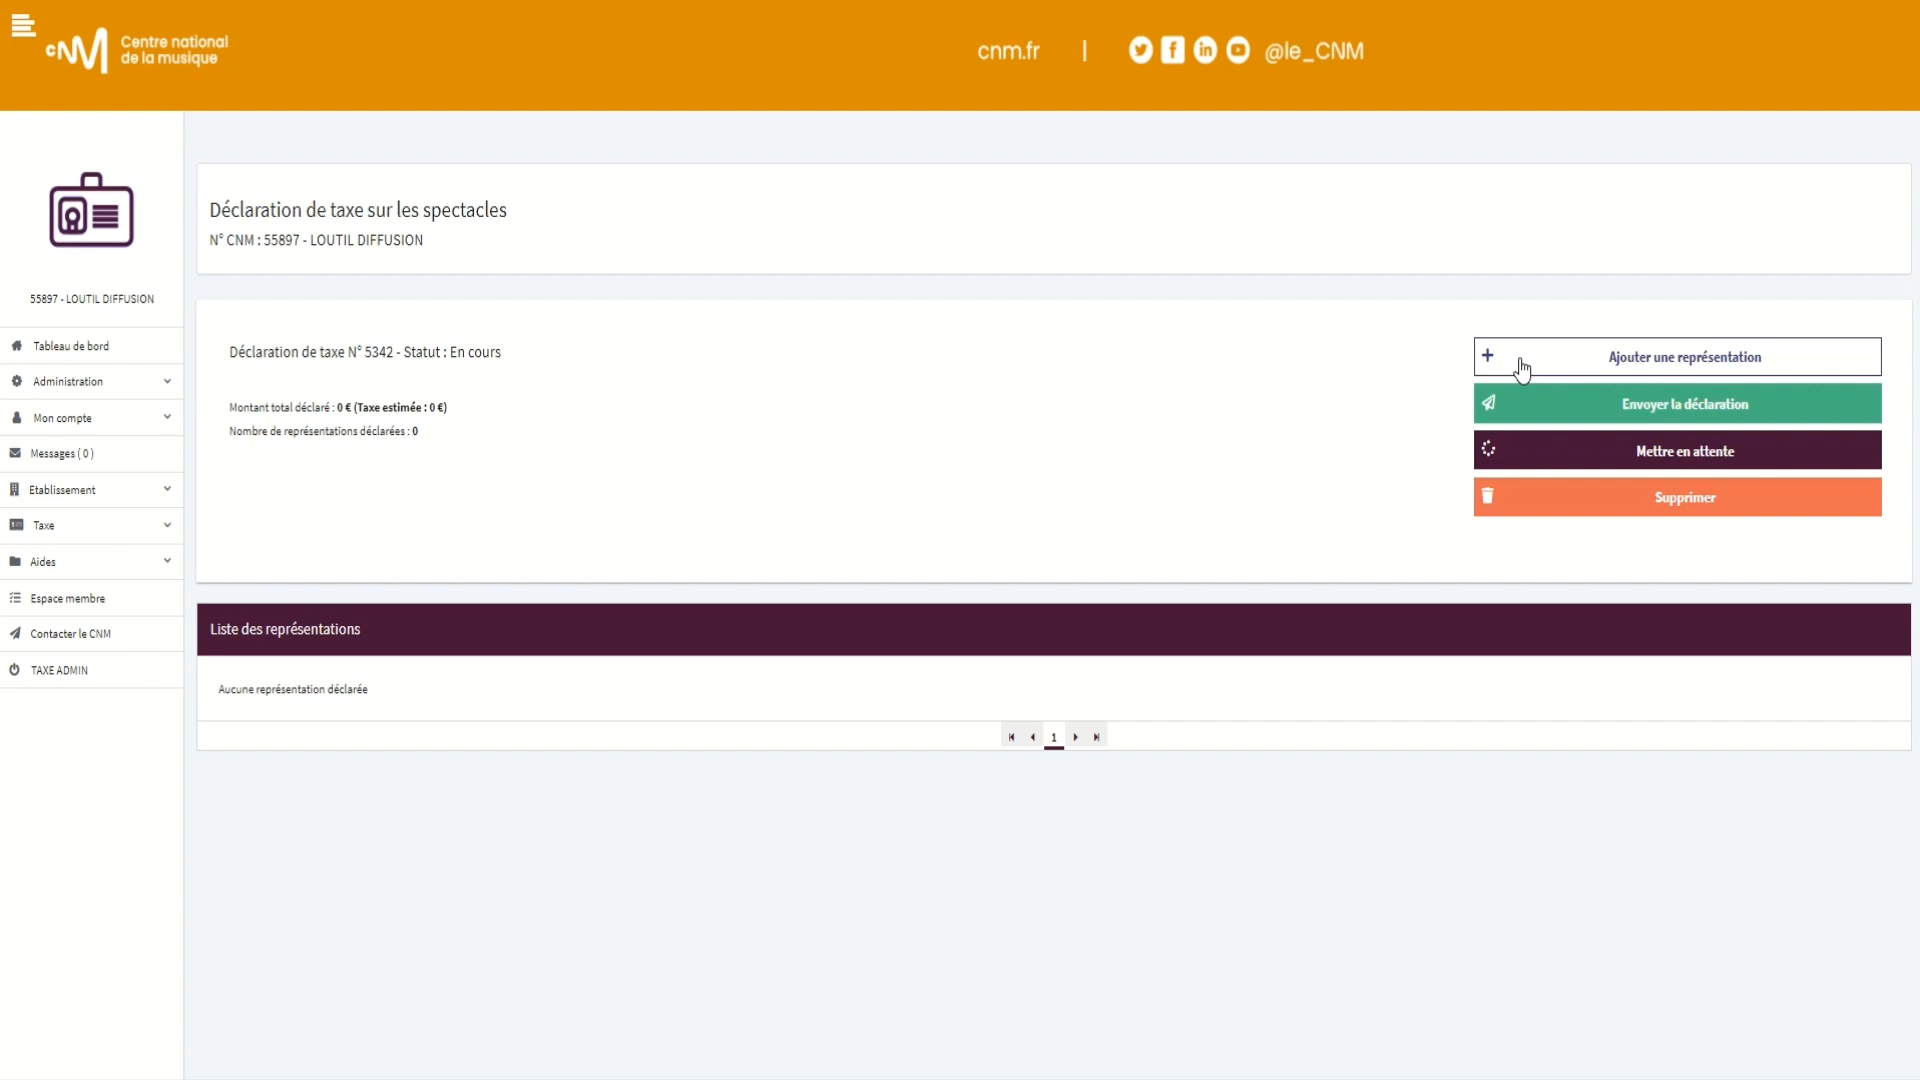 cNM Centre national
de la musique
cnm.fr | @le_CNM
55897 - LOUTIL DIFFUSION
Tableau de bord
Administration
Mon compte
Messages ( 0 )
Etablissement
Taxe
Aides
Espace membre
Contacter le CNM
TAXE ADMIN
Déclaration de taxe sur les spectacles
N° CNM : 55897 - LOUTIL DIFFUSION
Déclaration de taxe N° 5342 - Statut : En cours
Montant total déclaré : 0 € (Taxe estimée : 0 €)
Nombre de représentations déclarées : 0
Ajouter une représentation
Envoyer la déclaration
Mettre en attente
Supprimer
Liste des représentations
Aucune représentation déclarée
1